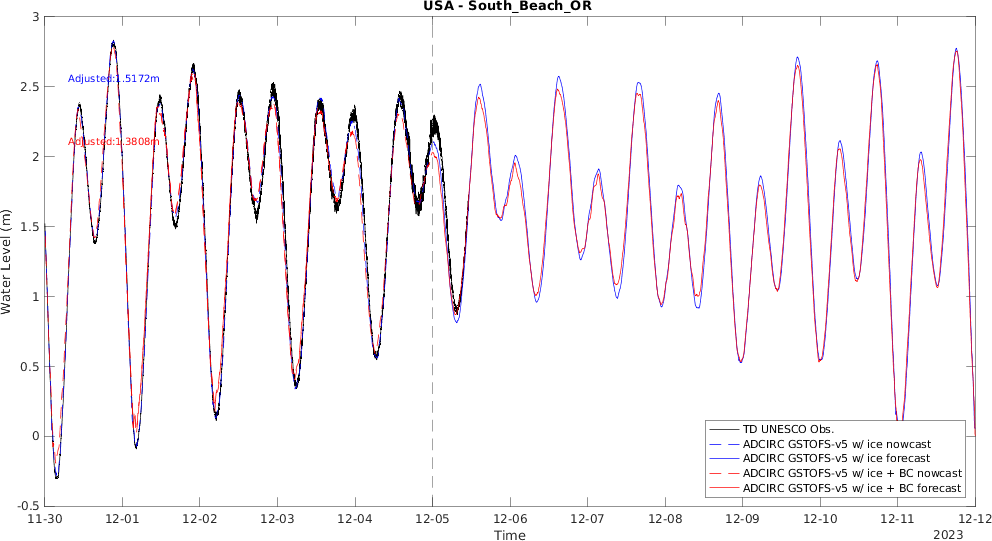 USA - South_Beach_OR
3
2.5
2
1.5
1
0.5
0
-0.5
Water Level (m)
Adjusted:1.5172m
Adjusted:1.3808m
TD UNESCO Obs.
ADCIRC GSTOFS-v5 w/ ice nowcast
ADCIRC GSTOFS-v5 w/ ice forecast
ADCIRC GSTOFS-v5 w/ ice + BC nowcast
ADCIRC GSTOFS-v5 w/ ice + BC forecast
11-30 12-01 12-02 12-03 12-04 12-05 12-06 12-07 12-08 12-09 12-10 12-11 12-12
Time
2023